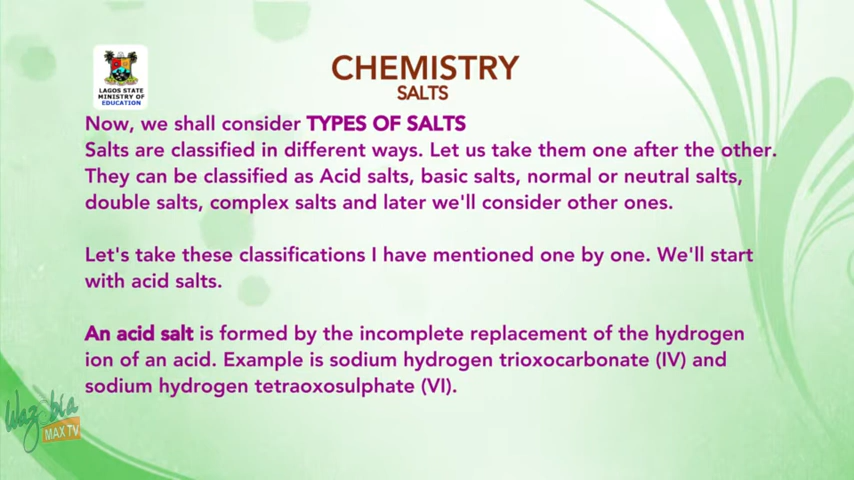 LAGOS STATE
MINISTRY OF
EDUCATION
CHEMISTRY
SALTS
Now, we shall consider TYPES OF SALTS
Salts are classified in different ways. Let us take them one after the other.
They can be classified as Acid salts, basic salts, normal or neutral salts,
double salts, complex salts and later we'll consider other ones.
Let's take these classifications I have mentioned one by one. We'll start
with acid salts.
An acid salt is formed by the incomplete replacement of the hydrogen
ion of an acid. Example is sodium hydrogen trioxocarbonate (IV) and
sodium hydrogen tetraoxosulphate (VI).
Wazobia
MAX TV